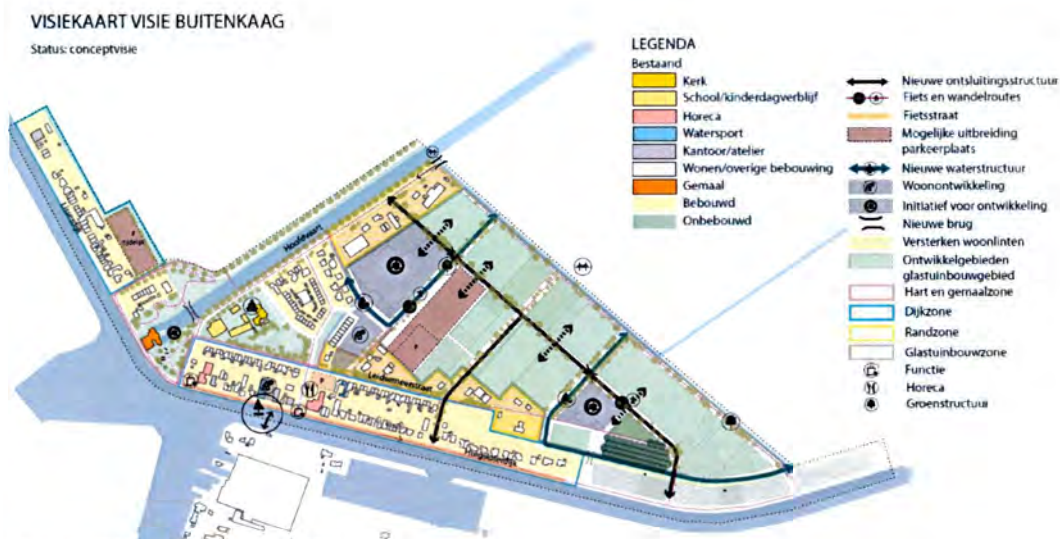 VISIEKAART VISIE BUITENKAAG
Status: conceptvisie
LEGENDA
Bestaand
Kerk
School/kinderdagverblijf
Horeca
Watersport
Kantoor/atelier
Wonen/overige bebouwing
Gemaal
Bebouwd
Onbebouwd
Nieuwe ontsluitingsstructuur
Fiets en wandelroutes
Fietsstraat
Mogelijke uitbreiding
parkeerplaats
Nieuwe waterstructuur
Woonontwikkeling
Initiatief voor ontwikkeling
Nieuwe brug
Versterken woonlinten
Ontwikkelgebieden
glastuinbouwgebied
Hart en gemaalzone
Dijkzone
Randzone
Glastuinbouwzone
Functie
Horeca
Groenstructuur
Hoofdvaart
P